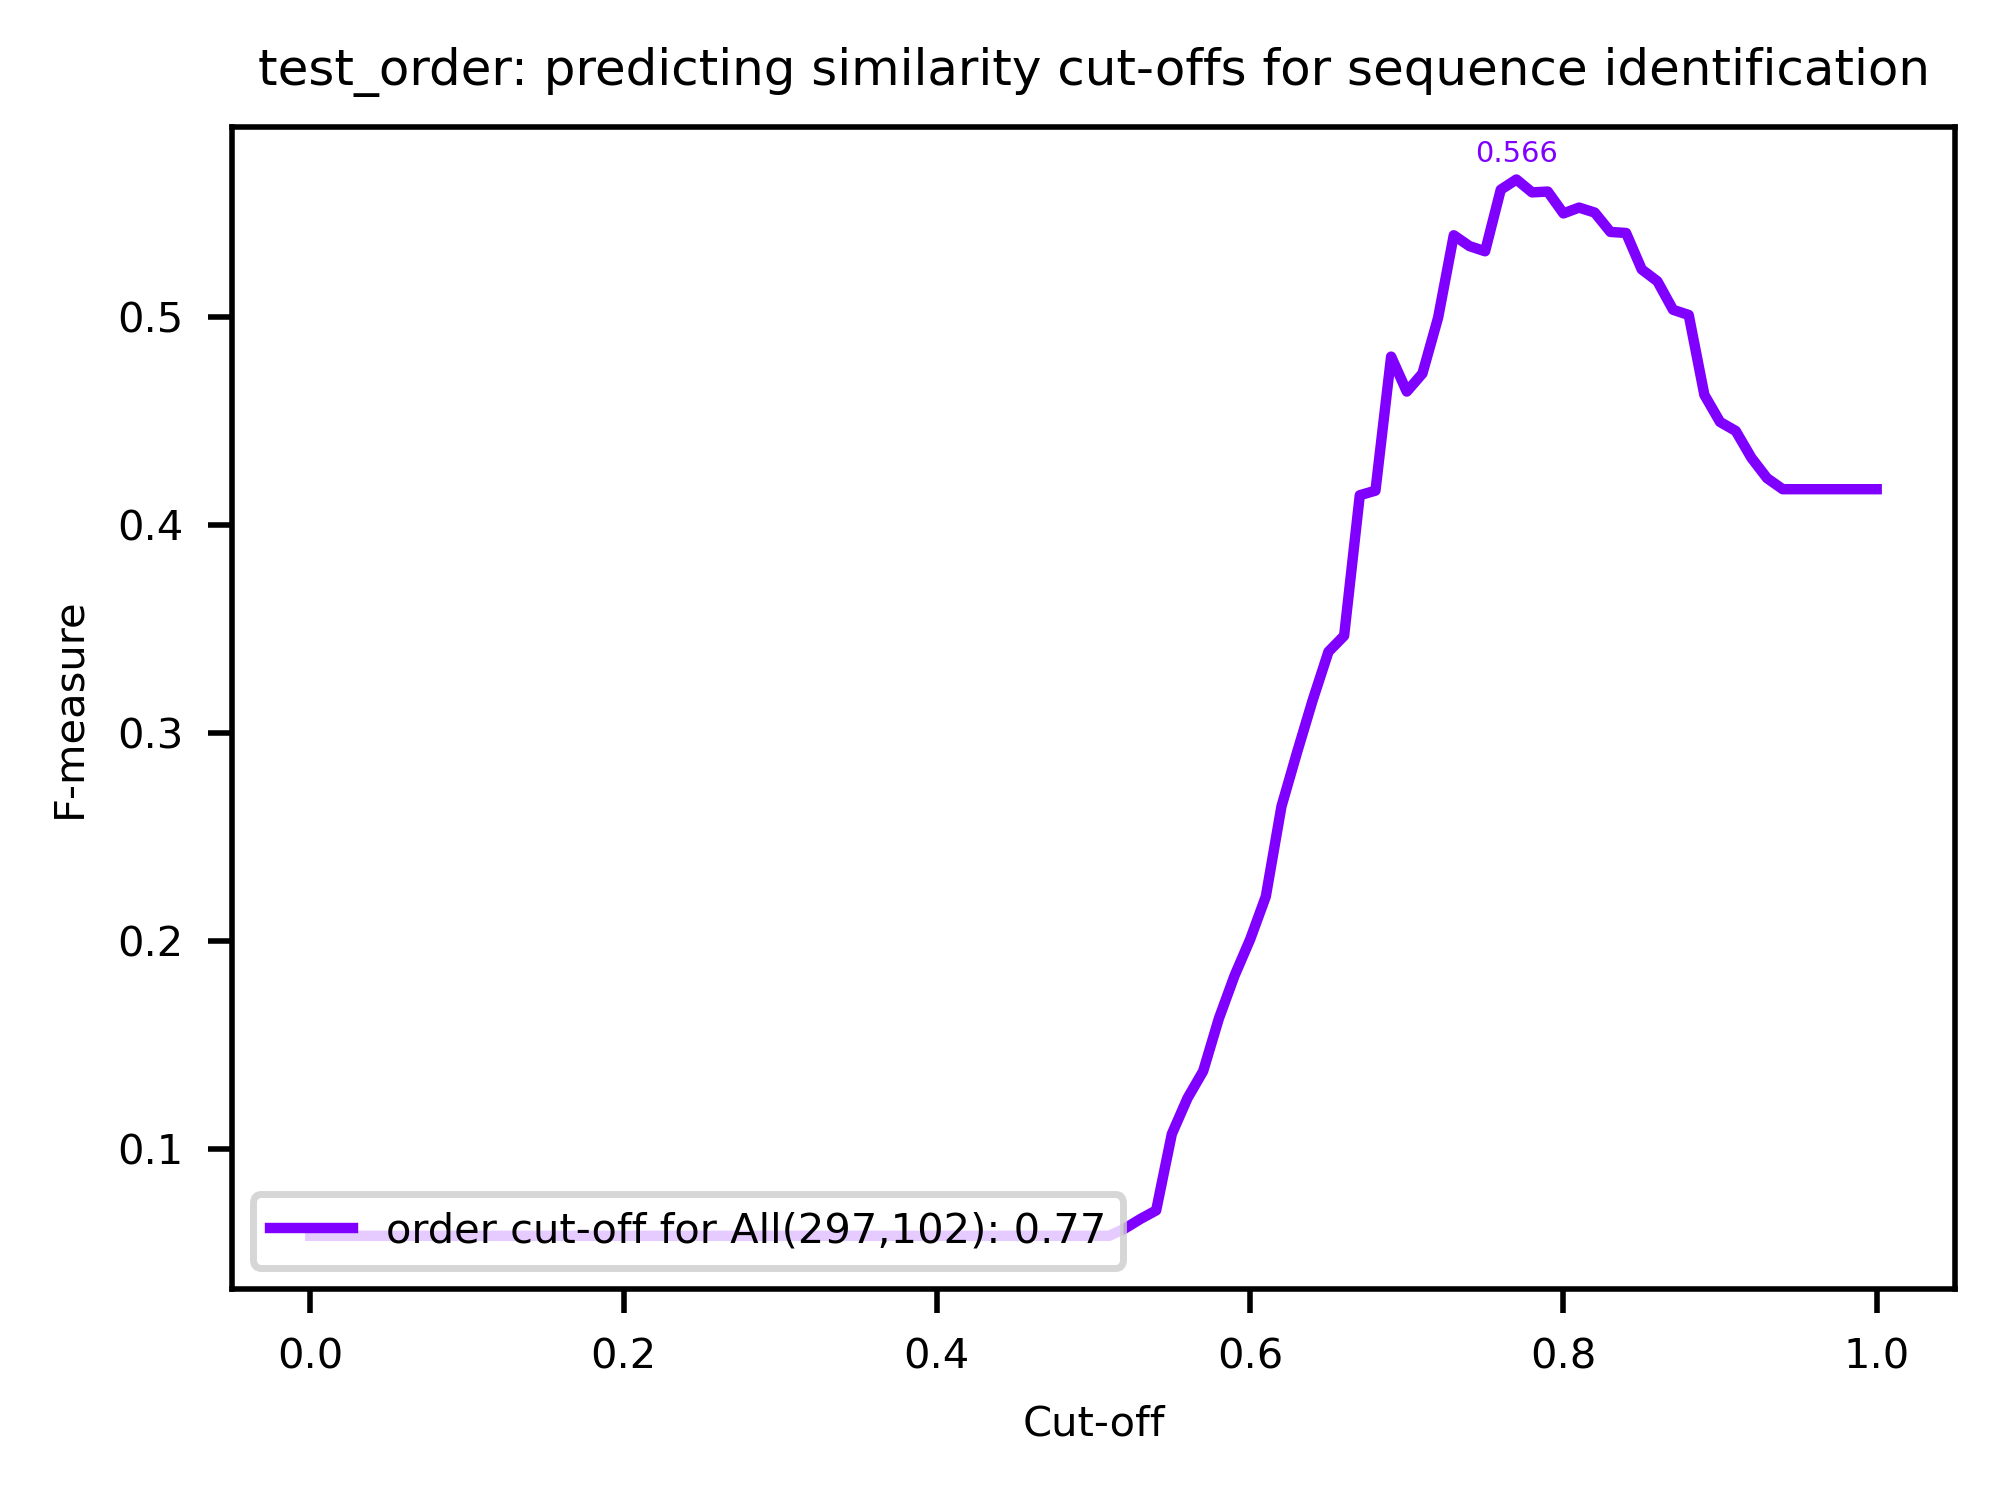 test_order: predicting similarity cut-offs for sequence identification
0.566
0.5
0.4
0.3
0.2
0.1
F-measure
order cut-off for All(297,102): 0.77
0.0 0.2 0.4 0.6 0.8 1.0
Cut-off